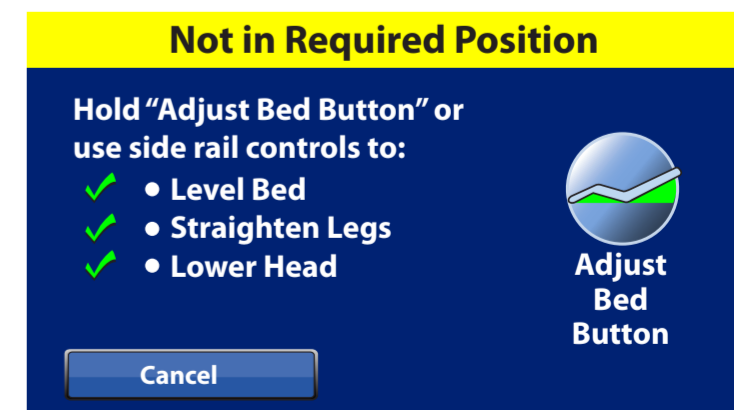 Not in Required Position
Hold “Adjust Bed Button” or
use side rail controls to:
• Level Bed
• Straighten Legs
• Lower Head
Adjust
Bed
Button
Cancel